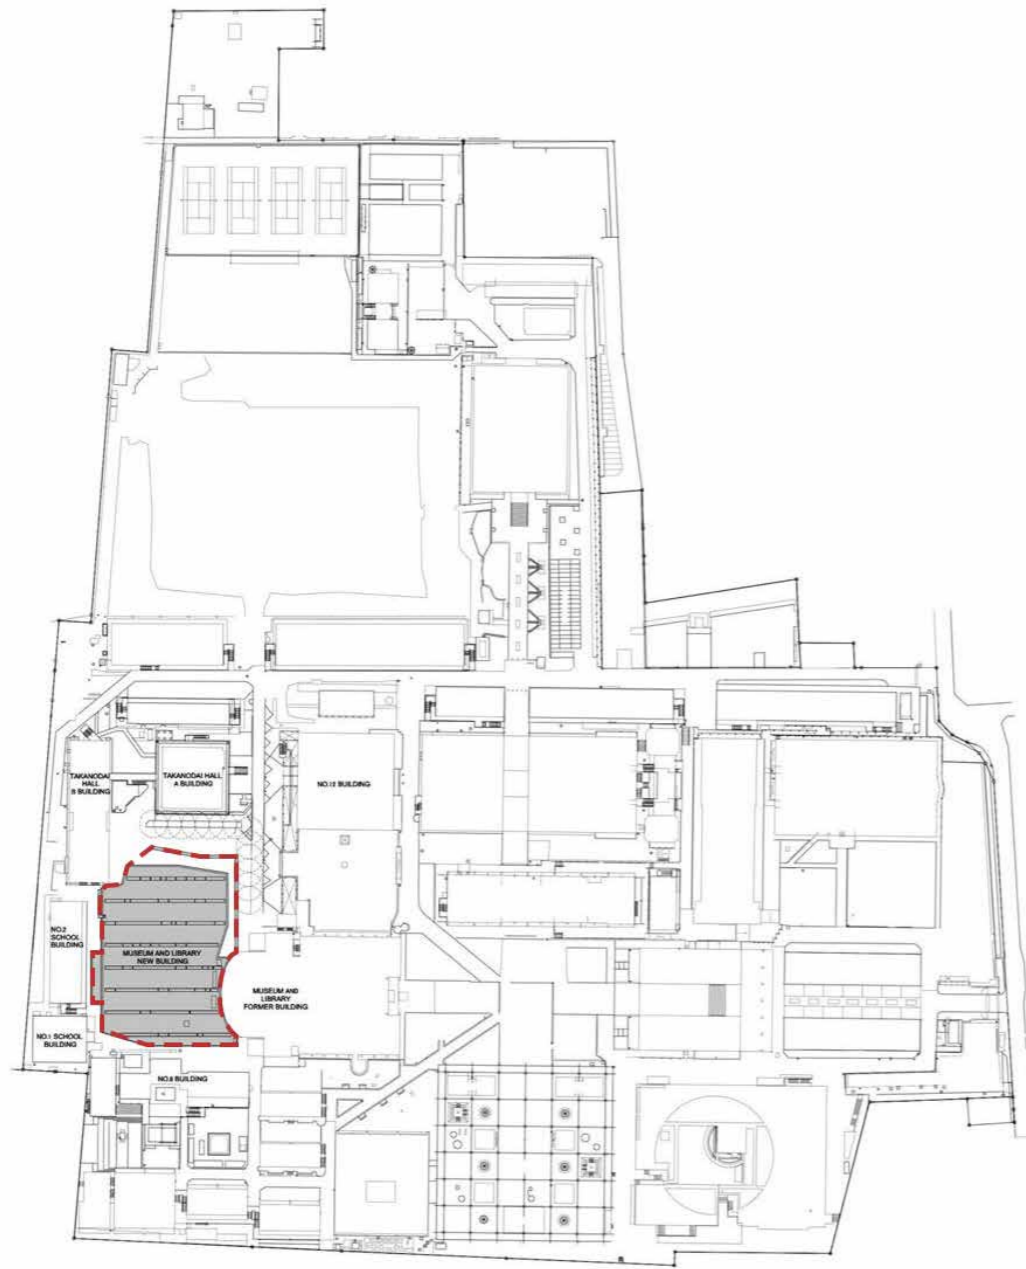 TAKANODAI
HALL
B BUILDING
TAKANODAI HALL
A BUILDING
NO.12 BUILDING
NO.2
SCHOOL
BUILDING
MUSEUM AND LIBRARY
NEW BUILDING
MUSEUM AND
LIBRARY
FORMER BUILDING
NO.1 SCHOOL
BUILDING
NO.8 BUILDING